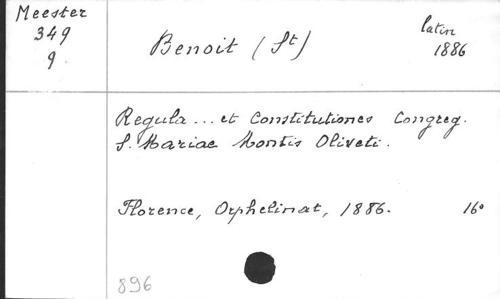 Meester
349
9.
Benoit (St)
latin
1886
Regula ... et Constitutiones Congreg.
S. Mariae Montis Oliveti.
Florence, Orphelinat, 1886. 16°
896